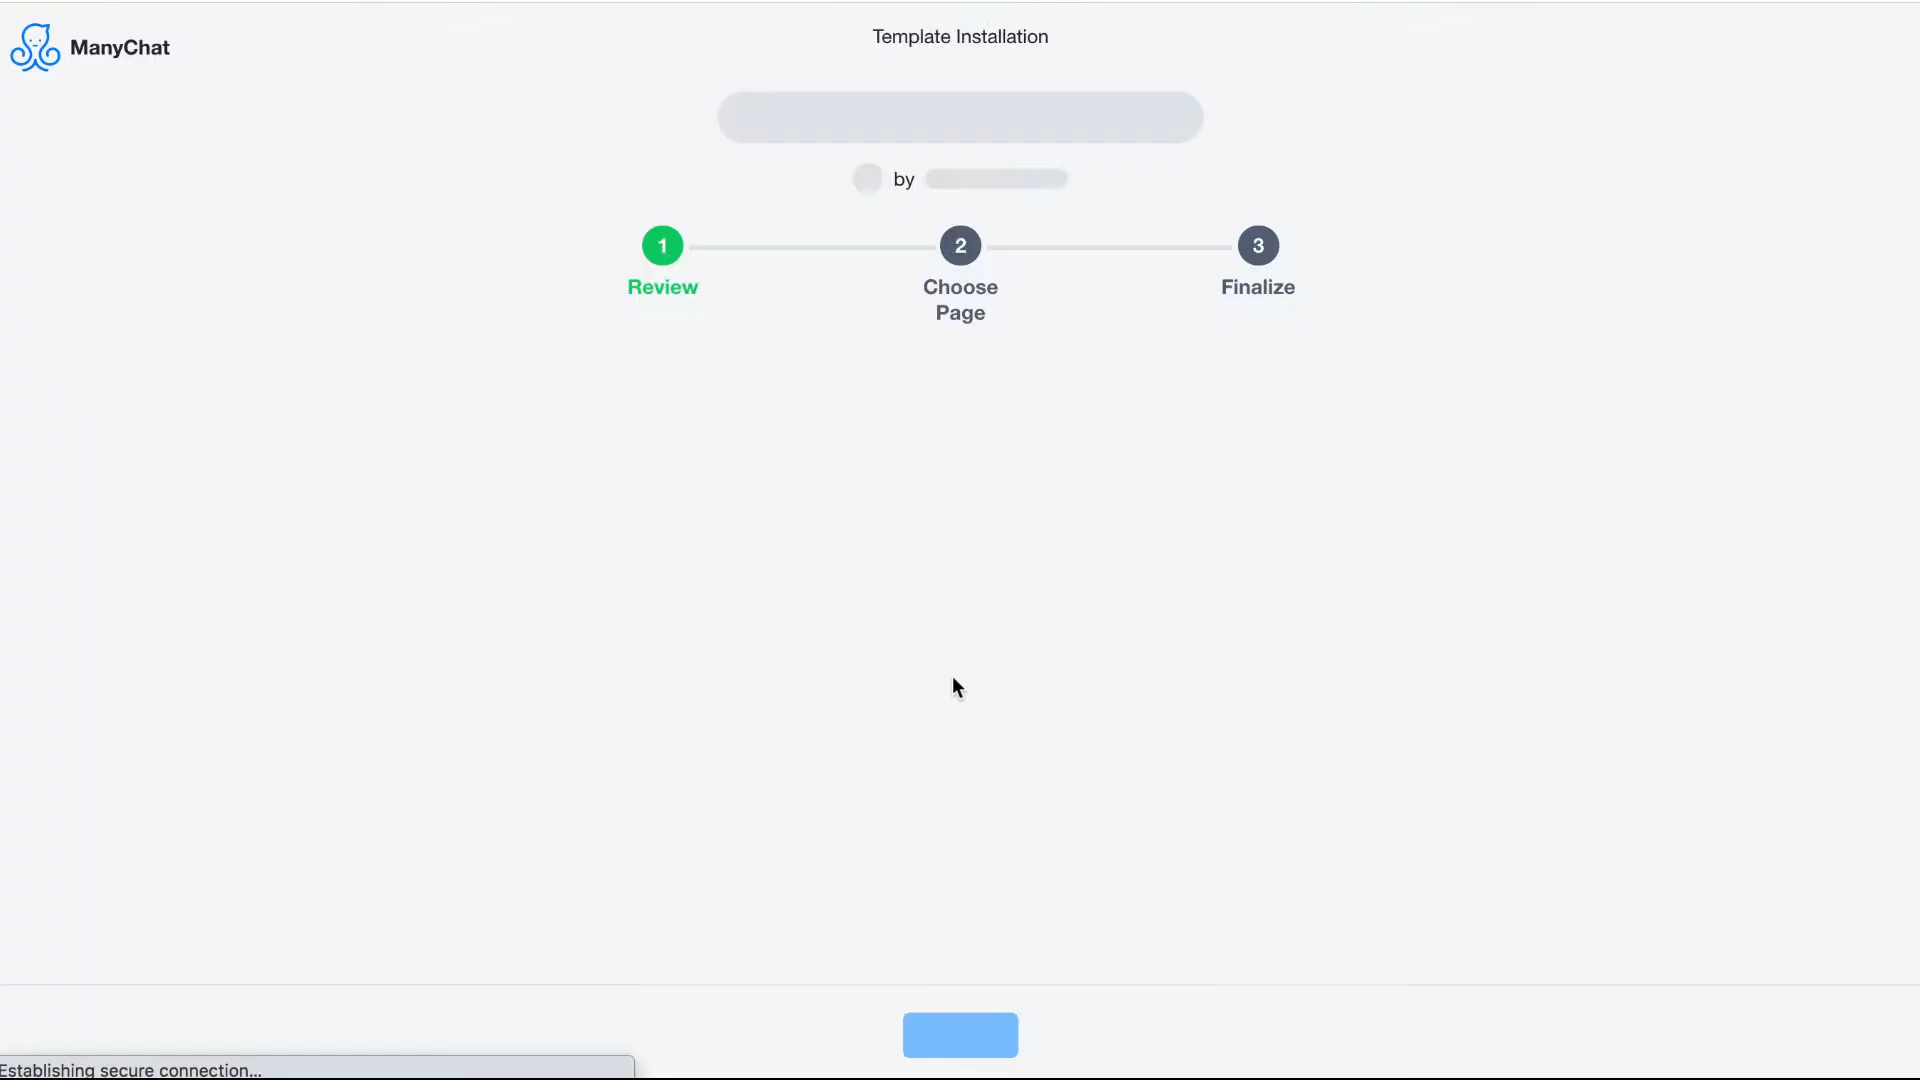 ManyChat
Template Installation
by
1
2
3
Review
Choose
Page
Finalize
Establishing secure connection...